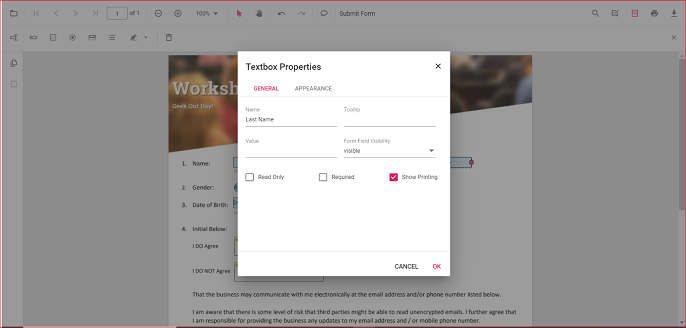 1 of 1 100% Submit Form
Worksh
Geek Out Day!
Textbox Properties
GENERAL APPEARANCE
Name Tooltip
Last Name
Value Form Field Visibility
visible
Read Only Required Show Printing
CANCEL OK
1. Name:
2. Gender:
3. Date of Birth:
4. Initial Below:
I DO Agree
I DO NOT Agree
That the business may communicate with me electronically at the email address and/or phone number listed below.
I am aware that there is some level of risk that third parties might be able to read unencrypted emails. I further agree that
I am responsible for providing the business any updates to my email address and / or mobile phone number.